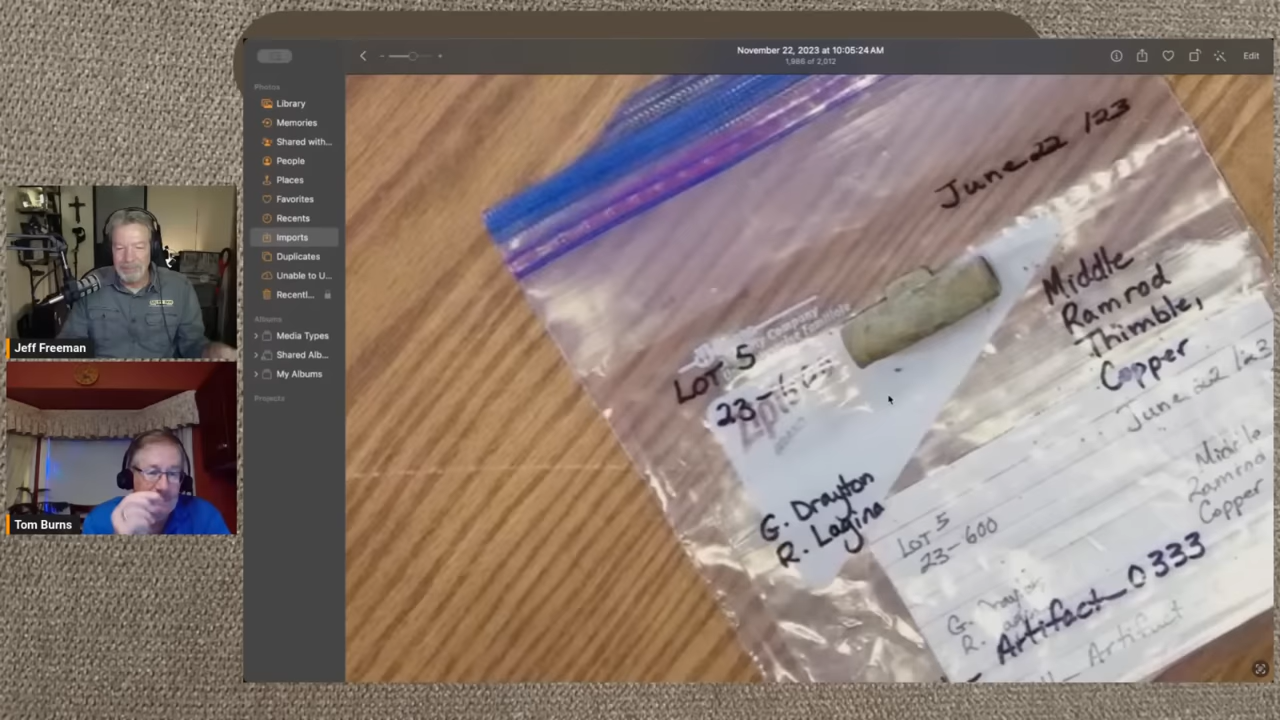 November 22, 2023 at 10:05:24 AM
1,986 of 2,012
Edit
Photos
Library
Memories
Shared with...
People
Places
Favorites
Recents
Imports
Duplicates
Unable to U...
Recentl...
Albums
Media Types
Shared Alb...
My Albums
Projects
Jeff Freeman
Tom Burns
June 22 /23
Middle
Ramrod
Thimble,
Copper
LOT 5
G. Drayton
R. Lagina
June 22 /23
Middle
Ramrod
Copper
LOT 5
23-600
G. Drayton
R.
Artifact 0333
Artifact